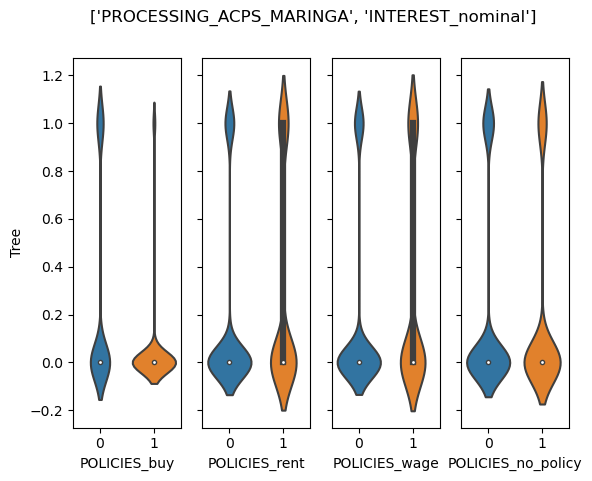 ['PROCESSING_ACPS_MARINGA', 'INTEREST_nominal']
Tree
1.2
1.0
0.8
0.6
0.4
0.2
0.0
−0.2
0 1 0 1 0 1 0 1
POLICIES_buy POLICIES_rent POLICIES_wage POLICIES_no_policy